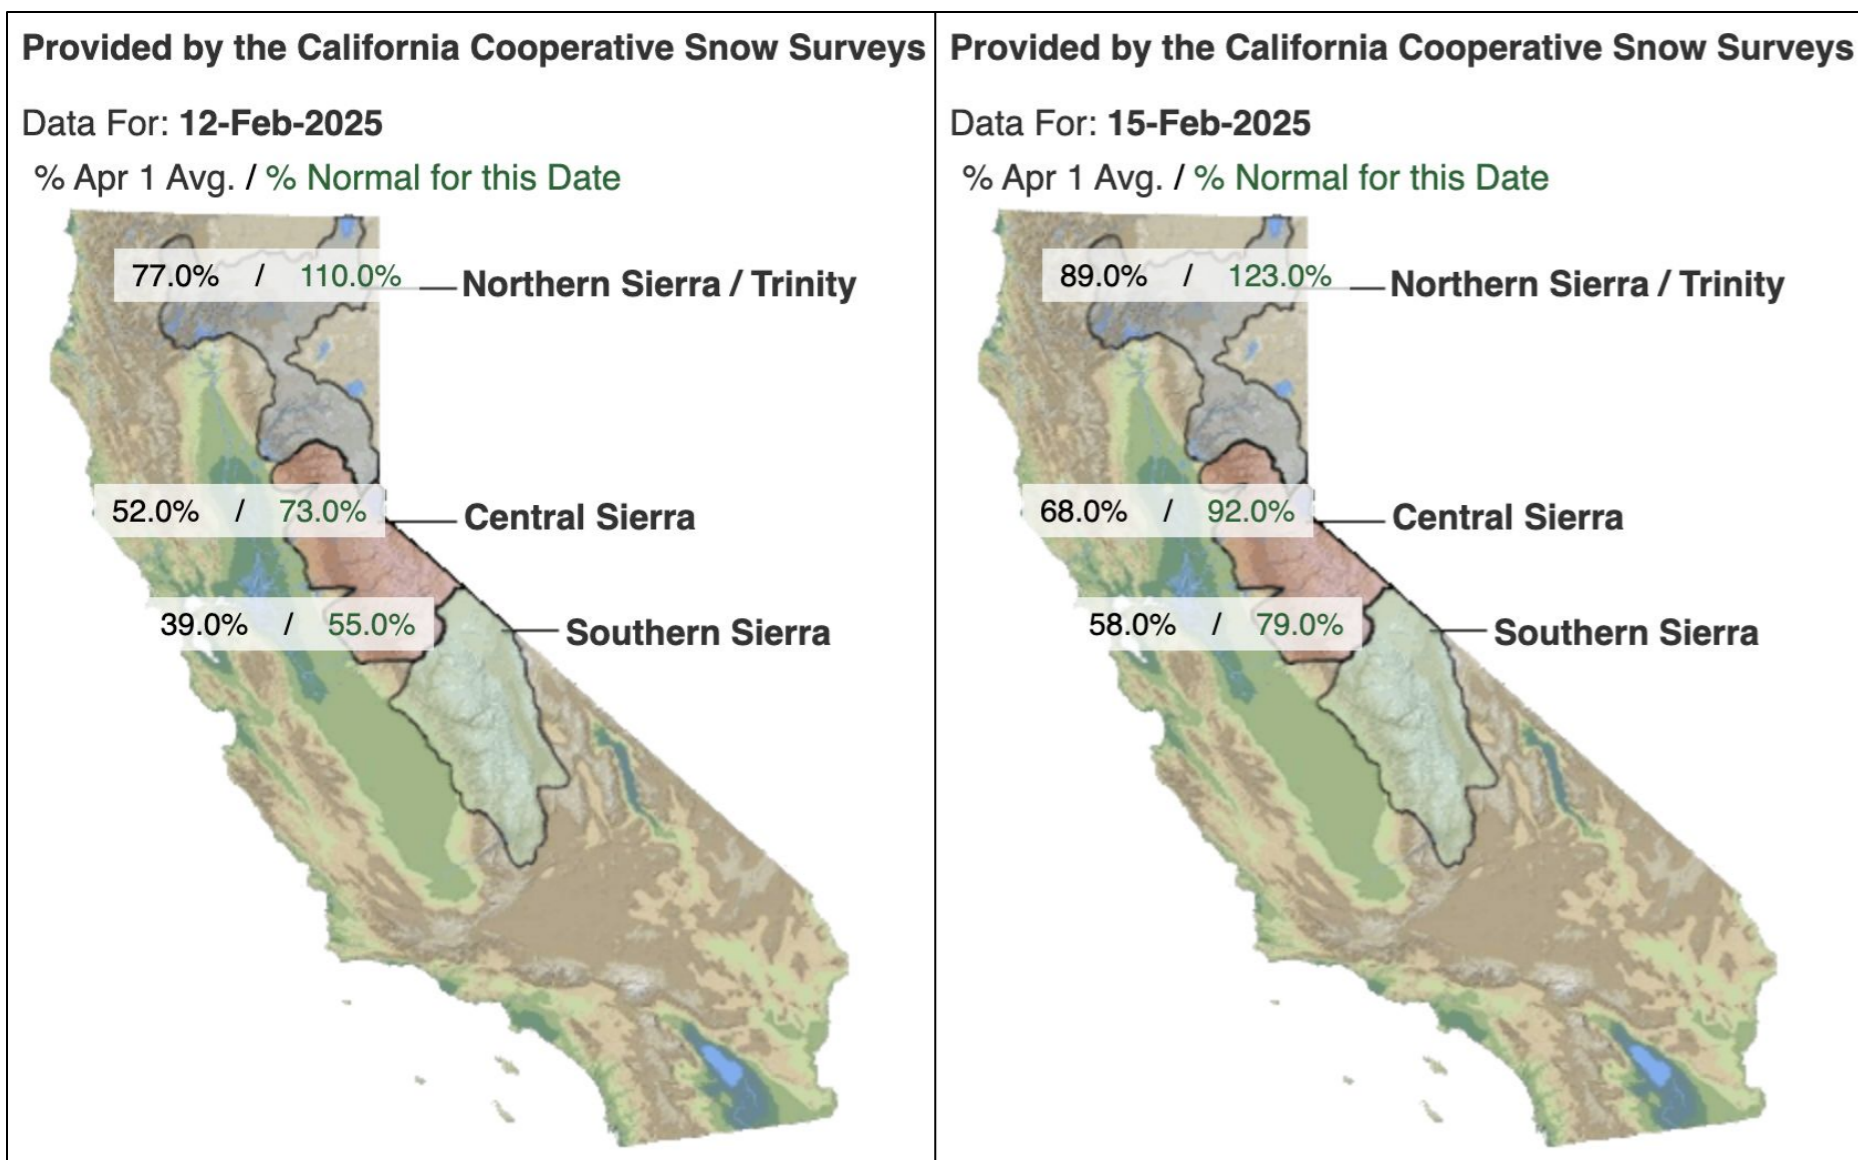 Provided by the California Cooperative Snow Surveys
Data For: 12-Feb-2025
% Apr 1 Avg. / % Normal for this Date
77.0% / 110.0% Northern Sierra / Trinity
52.0% / 73.0% Central Sierra
39.0% / 55.0% Southern Sierra
Provided by the California Cooperative Snow Surveys
Data For: 15-Feb-2025
% Apr 1 Avg. / % Normal for this Date
89.0% / 123.0% Northern Sierra / Trinity
68.0% / 92.0% Central Sierra
58.0% / 79.0% Southern Sierra